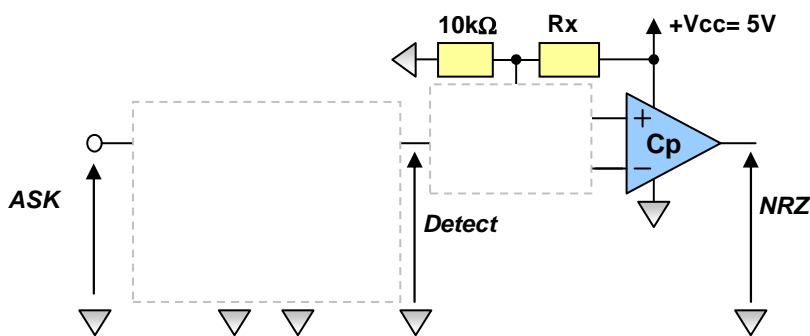 10kΩ Rx +Vcc= 5V
+
Cp
−
ASK
Detect
NRZ